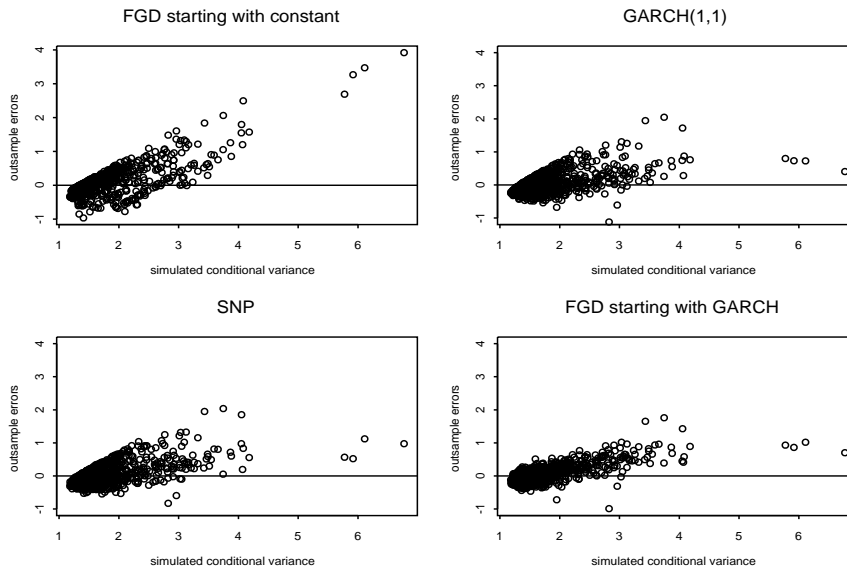 FGD starting with constant
outsample errors
-1 0 1 2 3 4
1 2 3 4 5 6
simulated conditional variance
GARCH(1,1)
outsample errors
-1 0 1 2 3 4
1 2 3 4 5 6
simulated conditional variance
SNP
outsample errors
-1 0 1 2 3 4
1 2 3 4 5 6
simulated conditional variance
FGD starting with GARCH
outsample errors
-1 0 1 2 3 4
1 2 3 4 5 6
simulated conditional variance